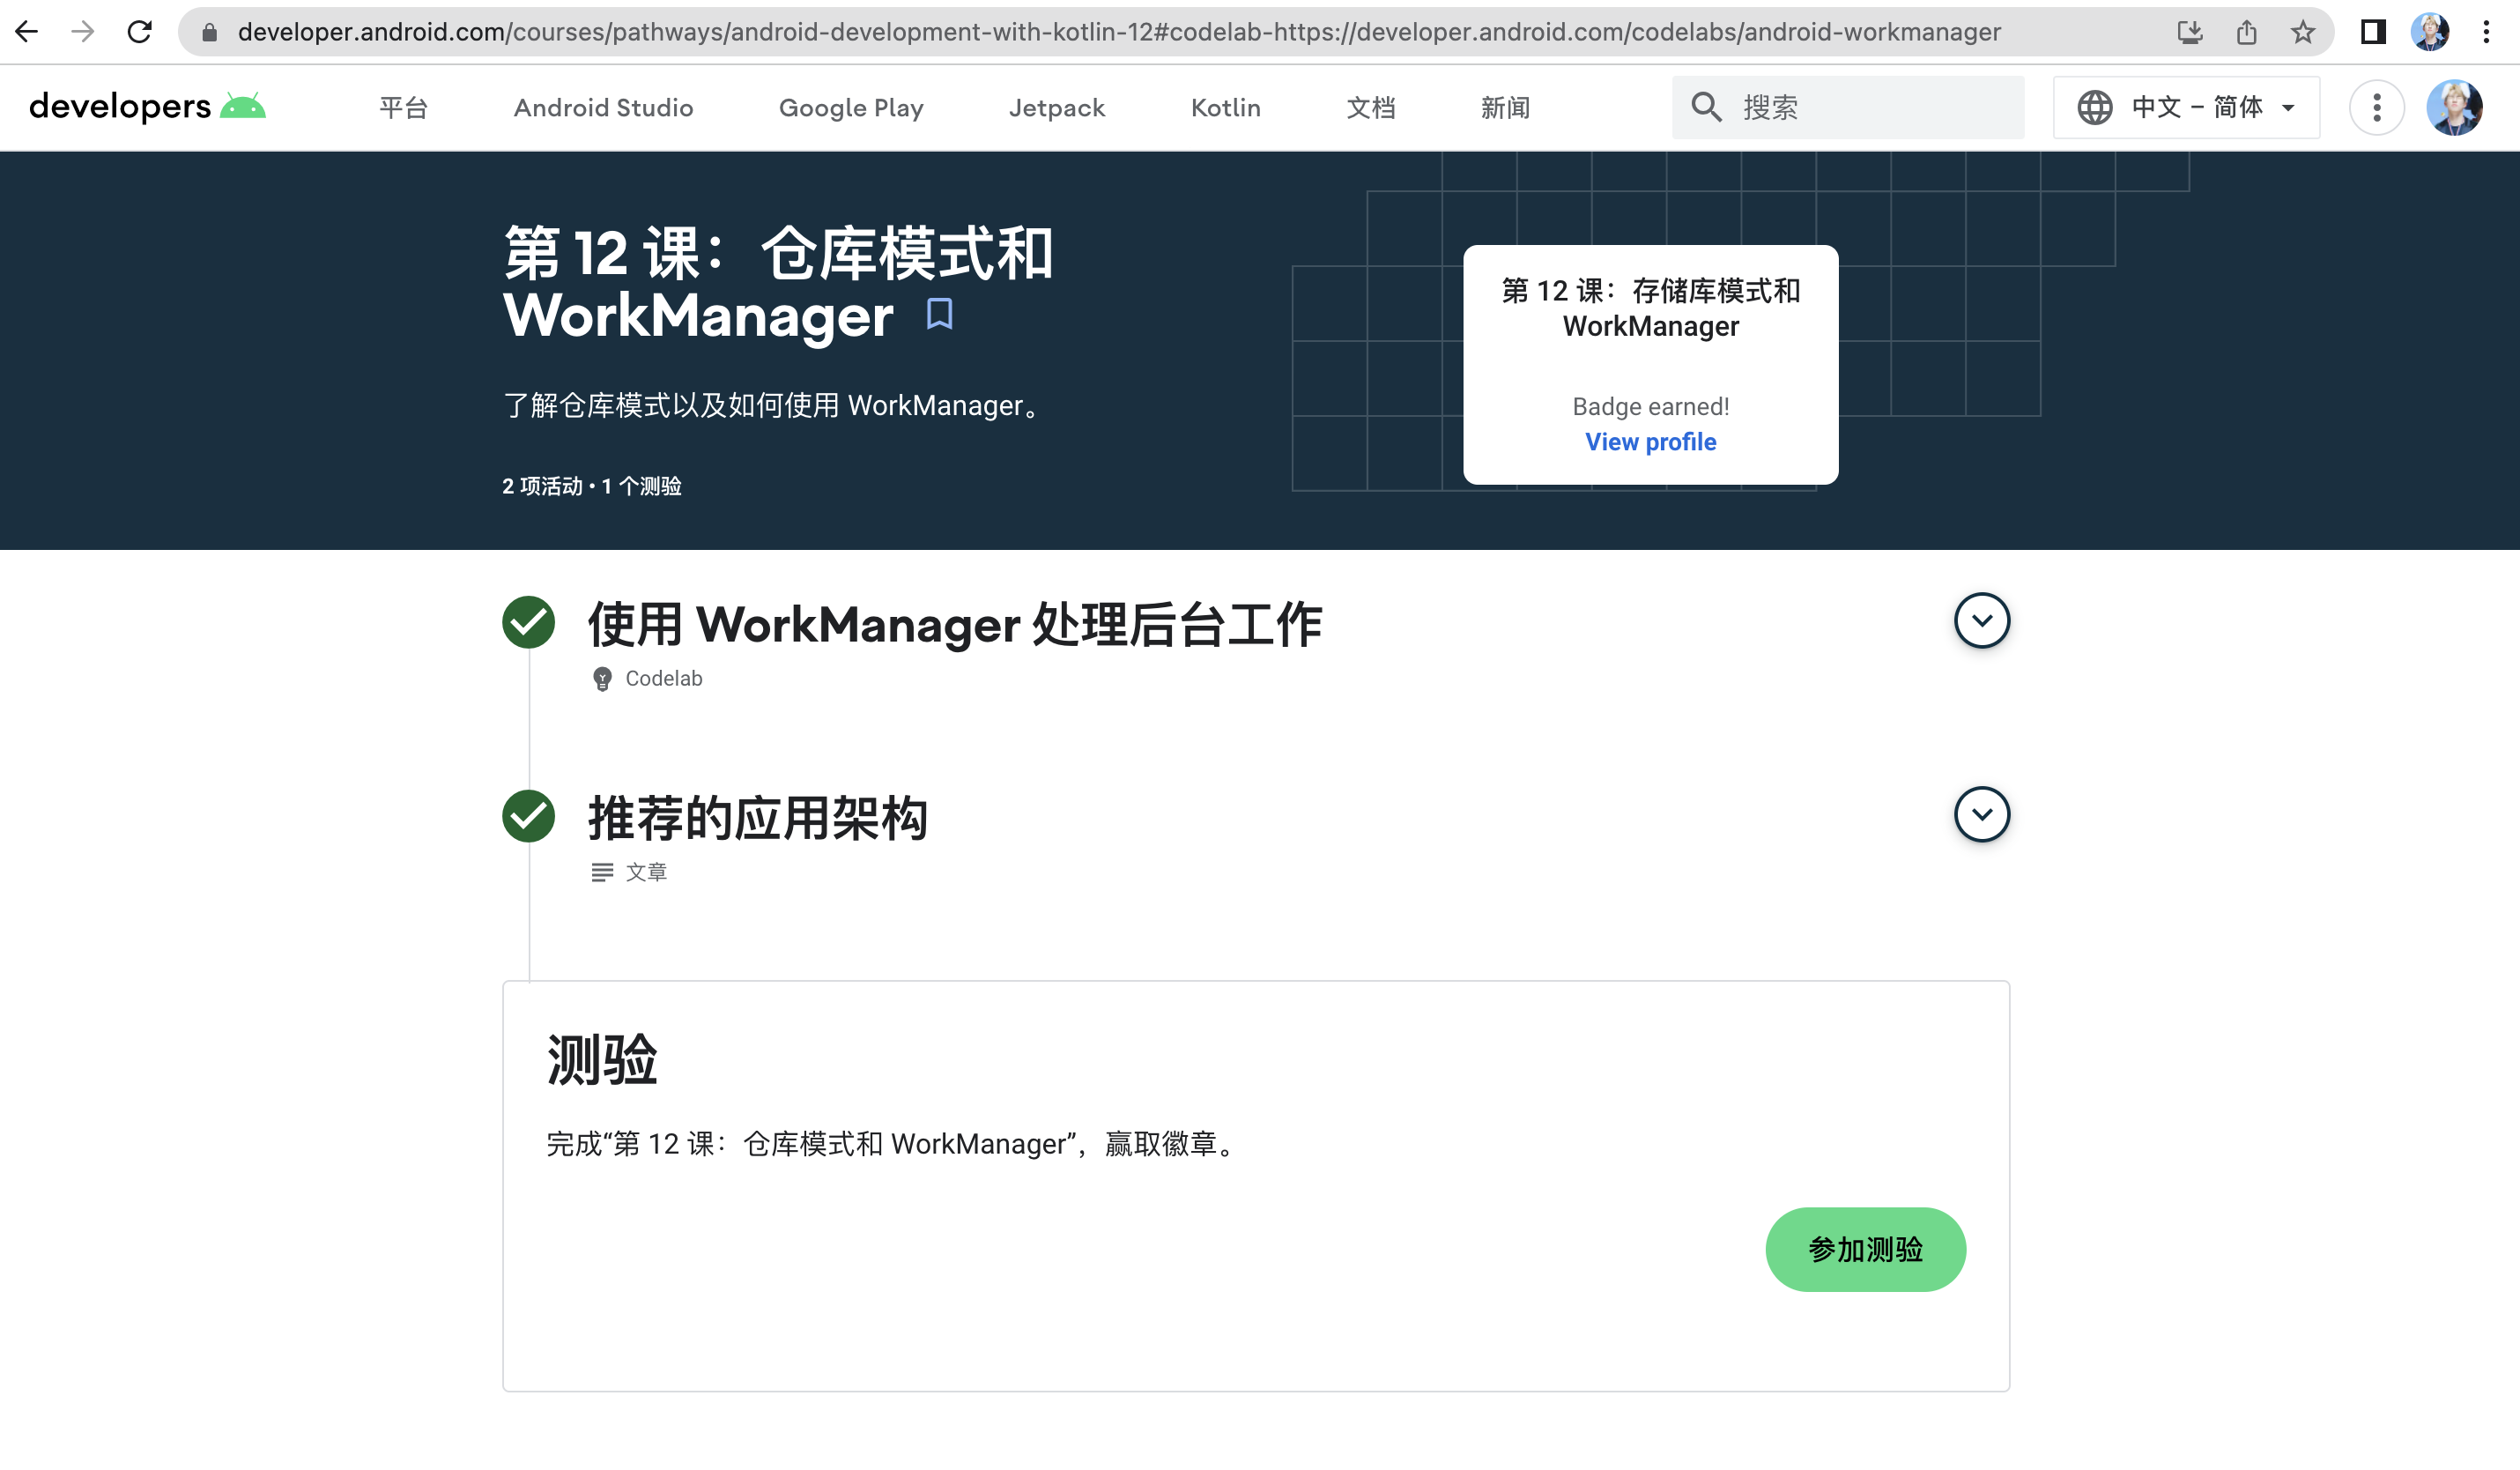 developer.android.com/courses/pathways/android-development-with-kotlin-12#codelab-https://developer.android.com/codelabs/android-workmanager
developers 平台 Android Studio Google Play Jetpack Kotlin 文档 新闻 搜索 中文 – 简体
第 12 课：仓库模式和
WorkManager
了解仓库模式以及如何使用 WorkManager。
2 项活动 • 1 个测验
第 12 课：存储库模式和
WorkManager
Badge earned!
View profile
使用 WorkManager 处理后台工作
Codelab
推荐的应用架构
文章
测验
完成“第 12 课：仓库模式和 WorkManager”，赢取徽章。
参加测验